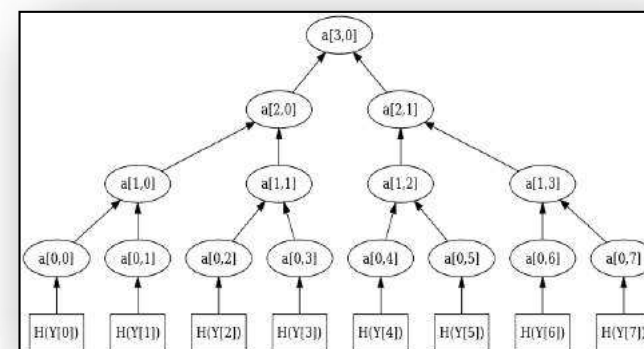 a[3,0]
a[2,0] a[2,1]
a[1,0] a[1,1] a[1,2] a[1,3]
a[0,0] a[0,1] a[0,2] a[0,3] a[0,4] a[0,5] a[0,6] a[0,7]
H(Y[0]) H(Y[1]) H(Y[2]) H(Y[3]) H(Y[4]) H(Y[5]) H(Y[6]) H(Y[7])